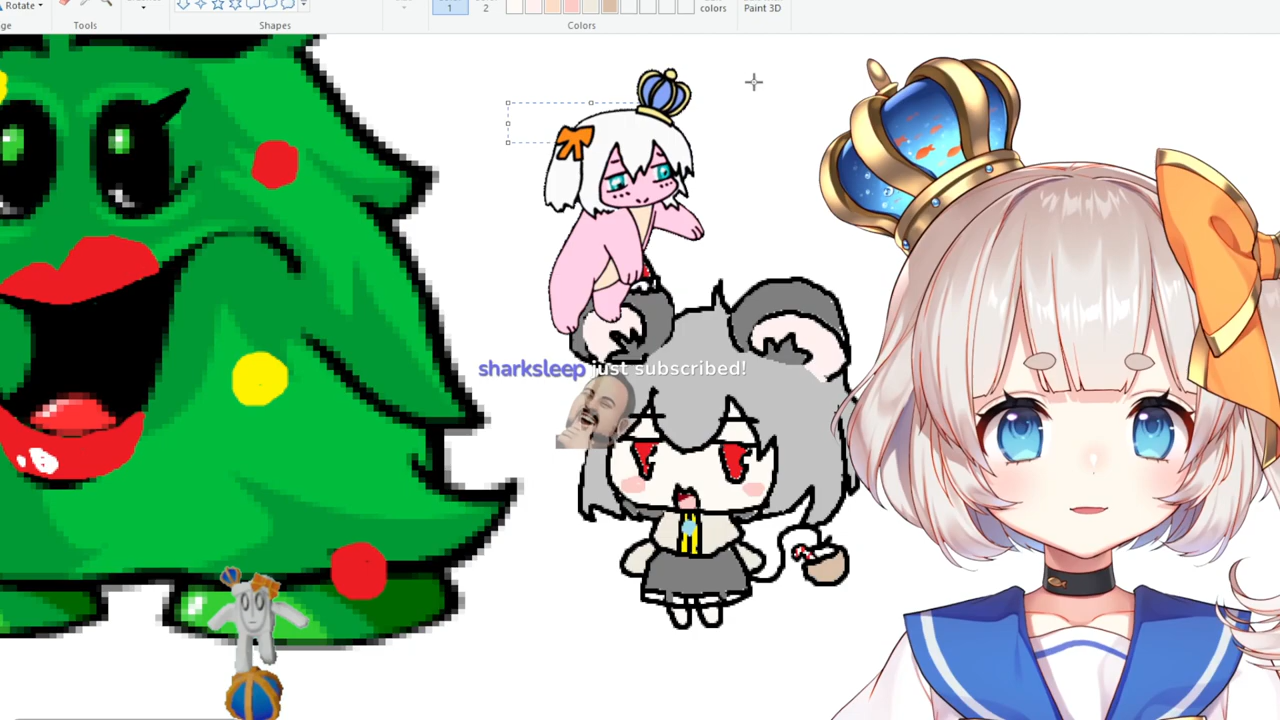 Rotate
1
2
colors
Paint 3D
Tools
Shapes
Colors
sharksleep just subscribed!